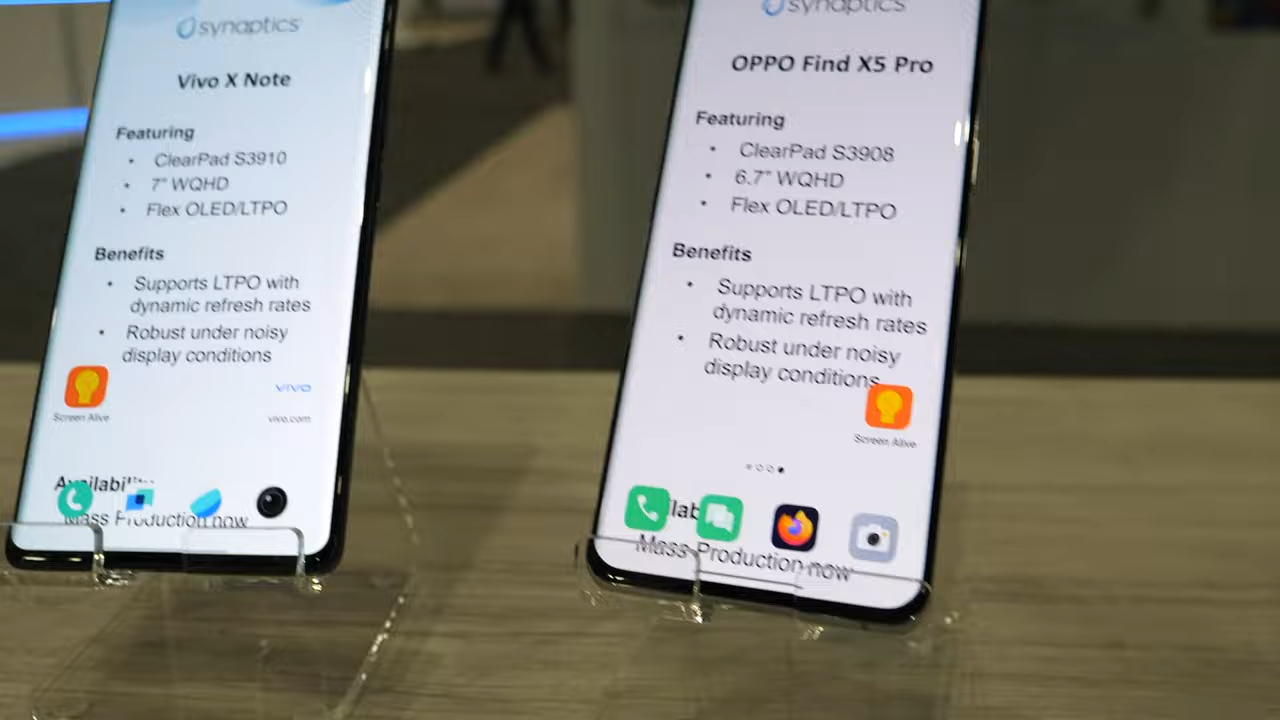 synaptics
Vivo X Note
Featuring
• ClearPad S3910
• 7" WQHD
• Flex OLED/LTPO
Benefits
• Supports LTPO with
dynamic refresh rates
• Robust under noisy
display conditions
Screen Alive
vivo
vivo.com
Availability:
Mass Production now
synaptics
OPPO Find X5 Pro
Featuring
• ClearPad S3908
• 6.7" WQHD
• Flex OLED/LTPO
Benefits
• Supports LTPO with
dynamic refresh rates
• Robust under noisy
display conditions
Screen Alive
ilab
Mass Production now